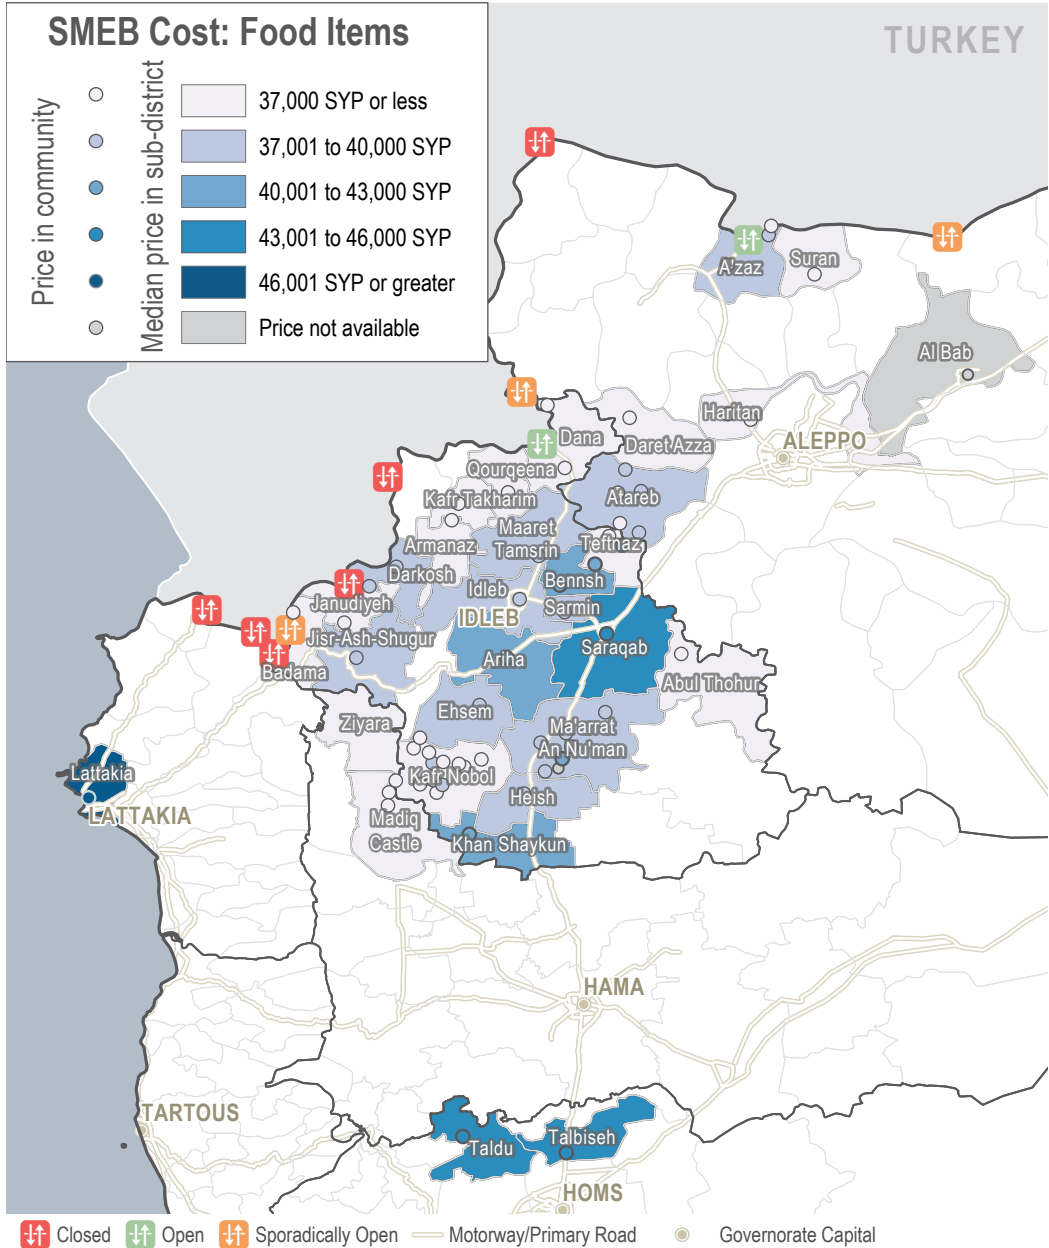 SMEB Cost: Food Items
Price in community
Median price in sub-district
37,000 SYP or less
37,001 to 40,000 SYP
40,001 to 43,000 SYP
43,001 to 46,000 SYP
46,001 SYP or greater
Price not available
TURKEY
A'zaz
Suran
Al Bab
Haritan
ALEPPO
Dana
Daret Azza
Qourqeena
Kafr Takharim
Atareb
Maaret
Tamsrin
Teftnaz
Armanaz
Darkosh
Bennsh
Janudiyeh
Idleb
Sarmin
IDLEB
Jisr-Ash-Shugur
Saraqab
Ariha
Badama
Abul Thohur
Ehsem
Ziyara
Ma'arrat
An Nu'man
Lattakia
Kafr Nobol
Heish
LATTAKIA
Madiq
Castle
Khan Shaykun
HAMA
TARTOUS
Taldu
Talbiseh
HOMS
Closed
Open
Sporadically Open
Motorway/Primary Road
Governorate Capital